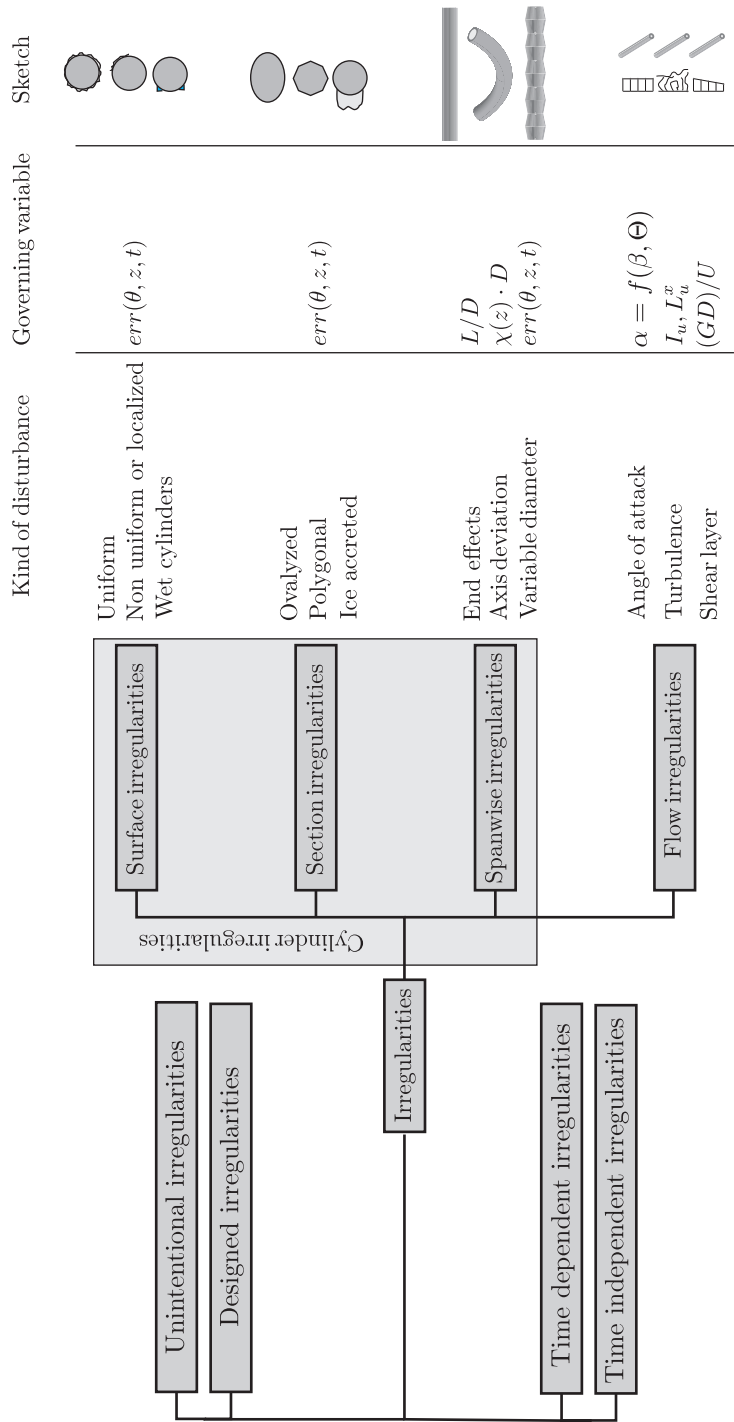 Kind of disturbance
Governing variable
Sketch
Unintentional irregularities
Designed irregularities
Irregularities
Time dependent irregularities
Time independent irregularities
Cylinder irregularities
Surface irregularities
Uniform
Non uniform or localized
Wet cylinders
err(θ, z, t)
Section irregularities
Ovalyzed
Polygonal
Ice accreted
err(θ, z, t)
Spanwise irregularities
End effects
Axis deviation
Variable diameter
L/D
χ(z) · D
err(θ, z, t)
Flow irregularities
Angle of attack
Turbulence
Shear layer
α = f(β, Θ)
I_u, L_u^x
(GD)/U